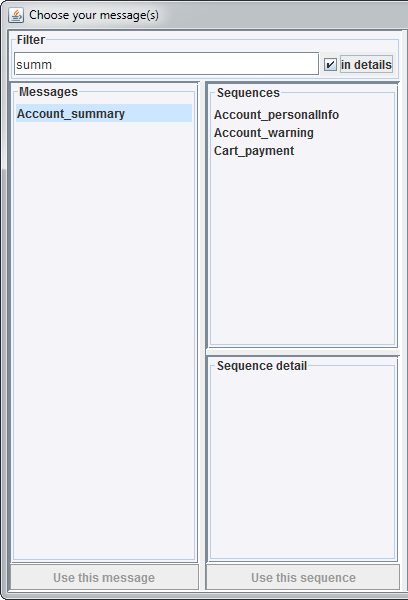 Choose your message(s)
Filter
summ
in details
Messages
Account_summary
Sequences
Account_personalInfo
Account_warning
Cart_payment
Sequence detail
Use this message
Use this sequence